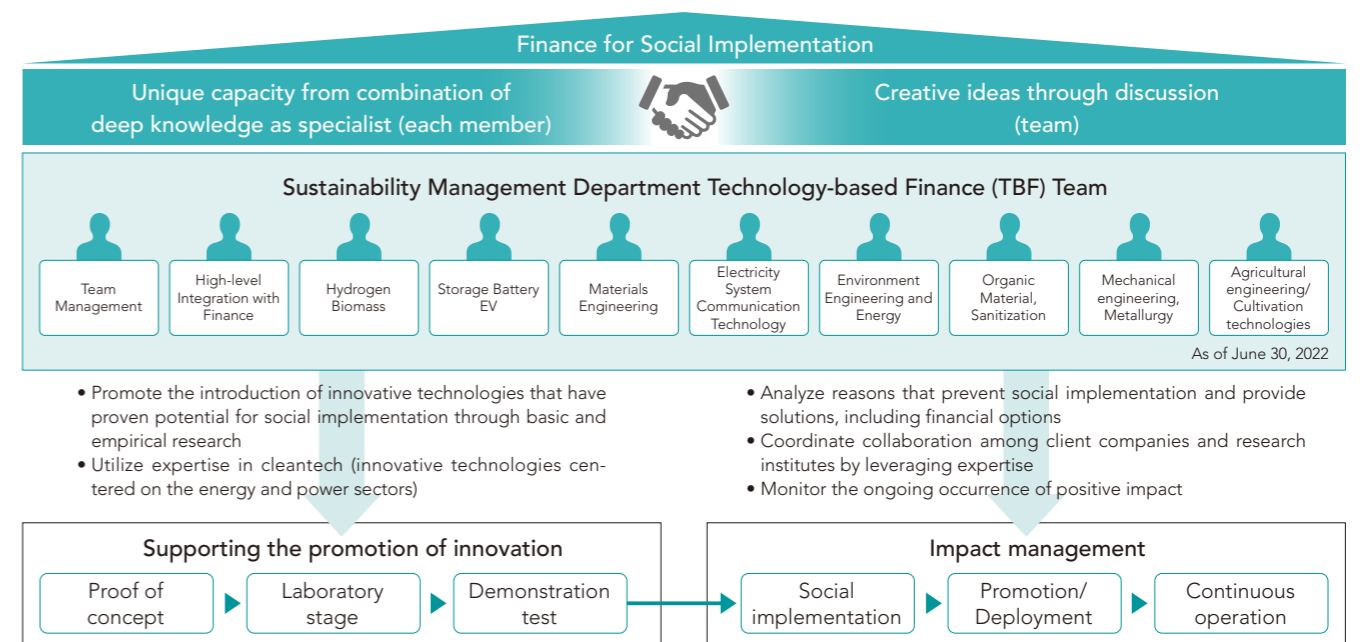 Finance for Social Implementation
Unique capacity from combination of
deep knowledge as specialist (each member)
Creative ideas through discussion
(team)
Sustainability Management Department Technology-based Finance (TBF) Team
Team
Management
High-level
Integration with
Finance
Hydrogen
Biomass
Storage Battery
EV
Materials
Engineering
Electricity
System
Communication
Technology
Environment
Engineering and
Energy
Organic
Material,
Sanitization
Mechanical
engineering,
Metallurgy
Agricultural
engineering/
Cultivation
technologies
As of June 30, 2022
• Promote the introduction of innovative technologies that have
proven potential for social implementation through basic and
empirical research
• Utilize expertise in cleantech (innovative technologies cen-
tered on the energy and power sectors)
• Analyze reasons that prevent social implementation and provide
solutions, including financial options
• Coordinate collaboration among client companies and research
institutes by leveraging expertise
• Monitor the ongoing occurrence of positive impact
Supporting the promotion of innovation
Proof of
concept
Laboratory
stage
Demonstration
test
Impact management
Social
implementation
Promotion/
Deployment
Continuous
operation